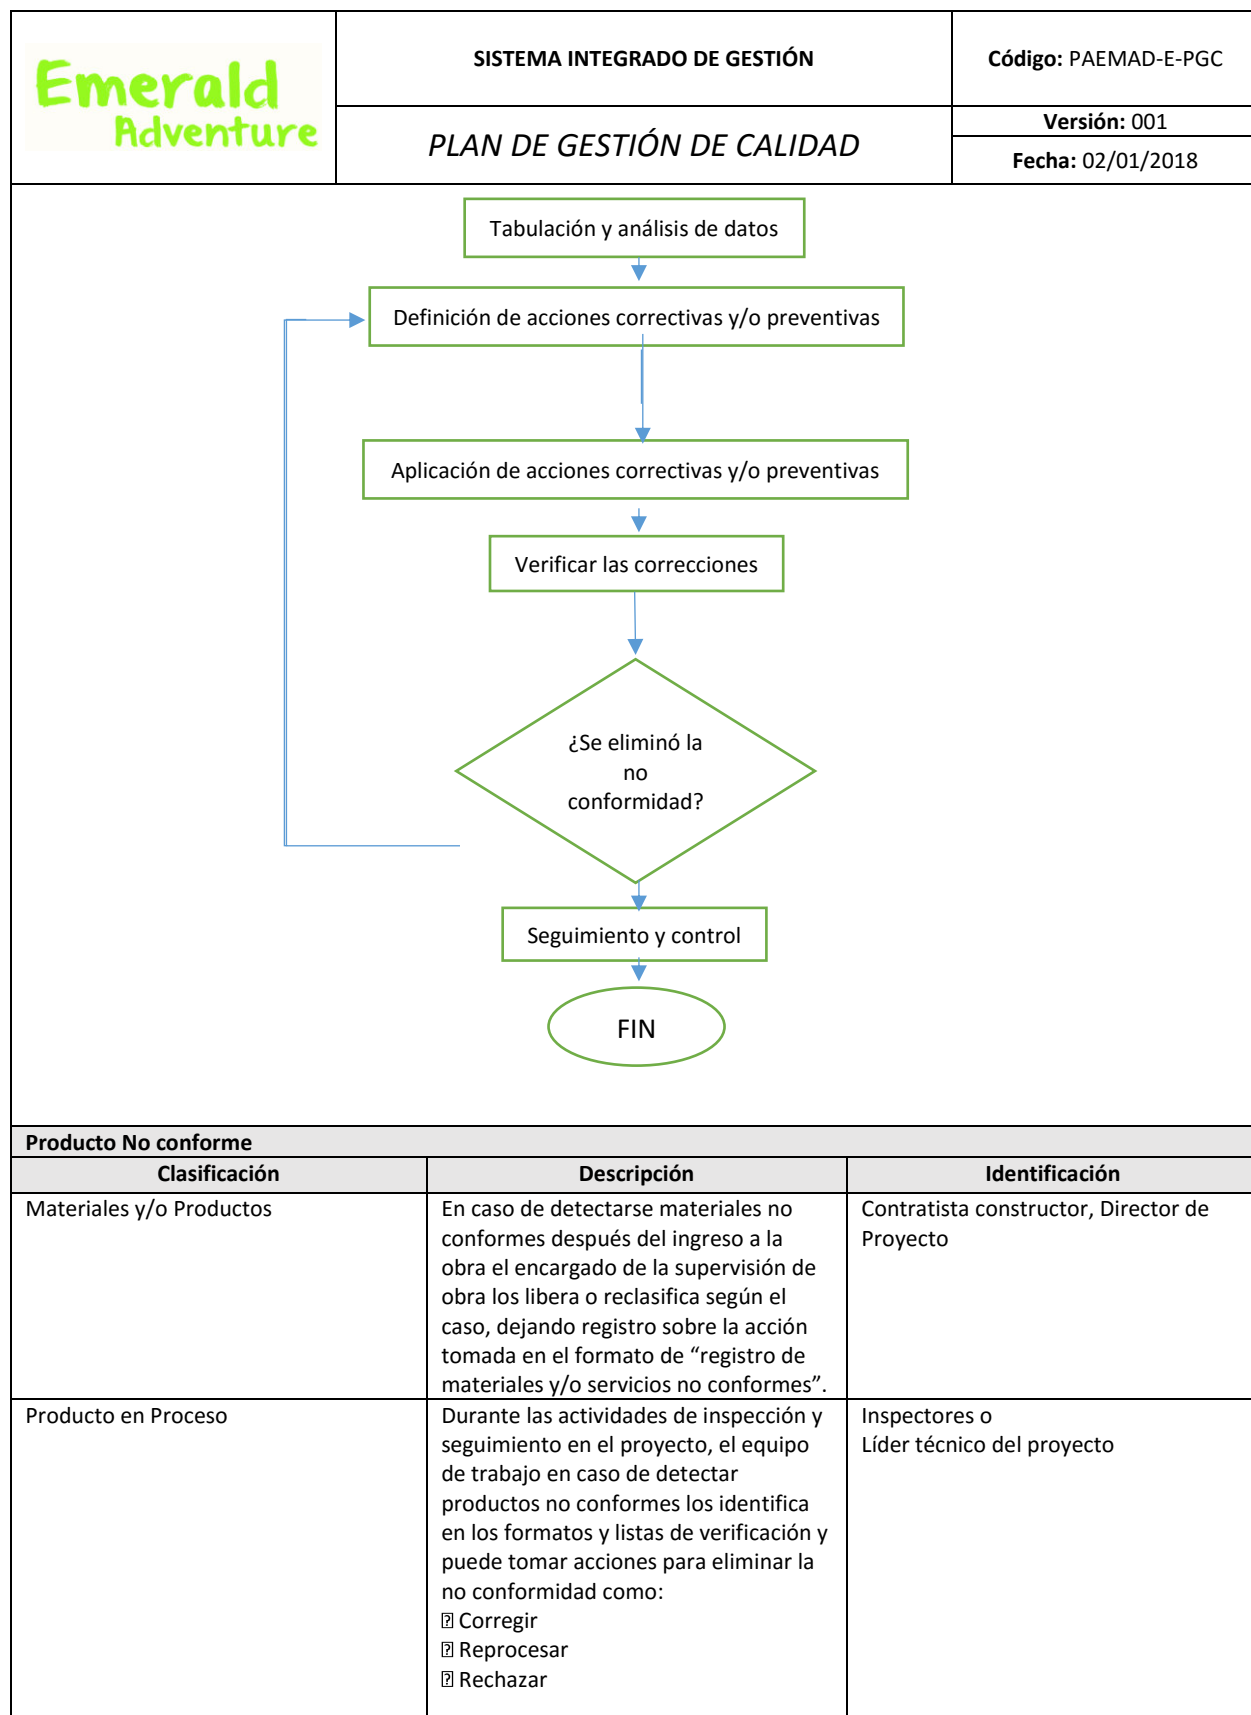 Emerald
Adventure
SISTEMA INTEGRADO DE GESTIÓN
Código: PAEMAD-E-PGC
PLAN DE GESTIÓN DE CALIDAD
Versión: 001
Fecha: 02/01/2018
Tabulación y análisis de datos
Definición de acciones correctivas y/o preventivas
Aplicación de acciones correctivas y/o preventivas
Verificar las correcciones
¿Se eliminó la
no
conformidad?
Seguimiento y control
FIN
Producto No conforme
Clasificación
Descripción
Identificación
Materiales y/o Productos
En caso de detectarse materiales no
conformes después del ingreso a la
obra el encargado de la supervisión de
obra los libera o reclasifica según el
caso, dejando registro sobre la acción
tomada en el formato de “registro de
materiales y/o servicios no conformes”.
Contratista constructor, Director de
Proyecto
Producto en Proceso
Durante las actividades de inspección y
seguimiento en el proyecto, el equipo
de trabajo en caso de detectar
productos no conformes los identifica
en los formatos y listas de verificación y
puede tomar acciones para eliminar la
no conformidad como:
Corregir
Reprocesar
Rechazar
Inspectores o
Líder técnico del proyecto